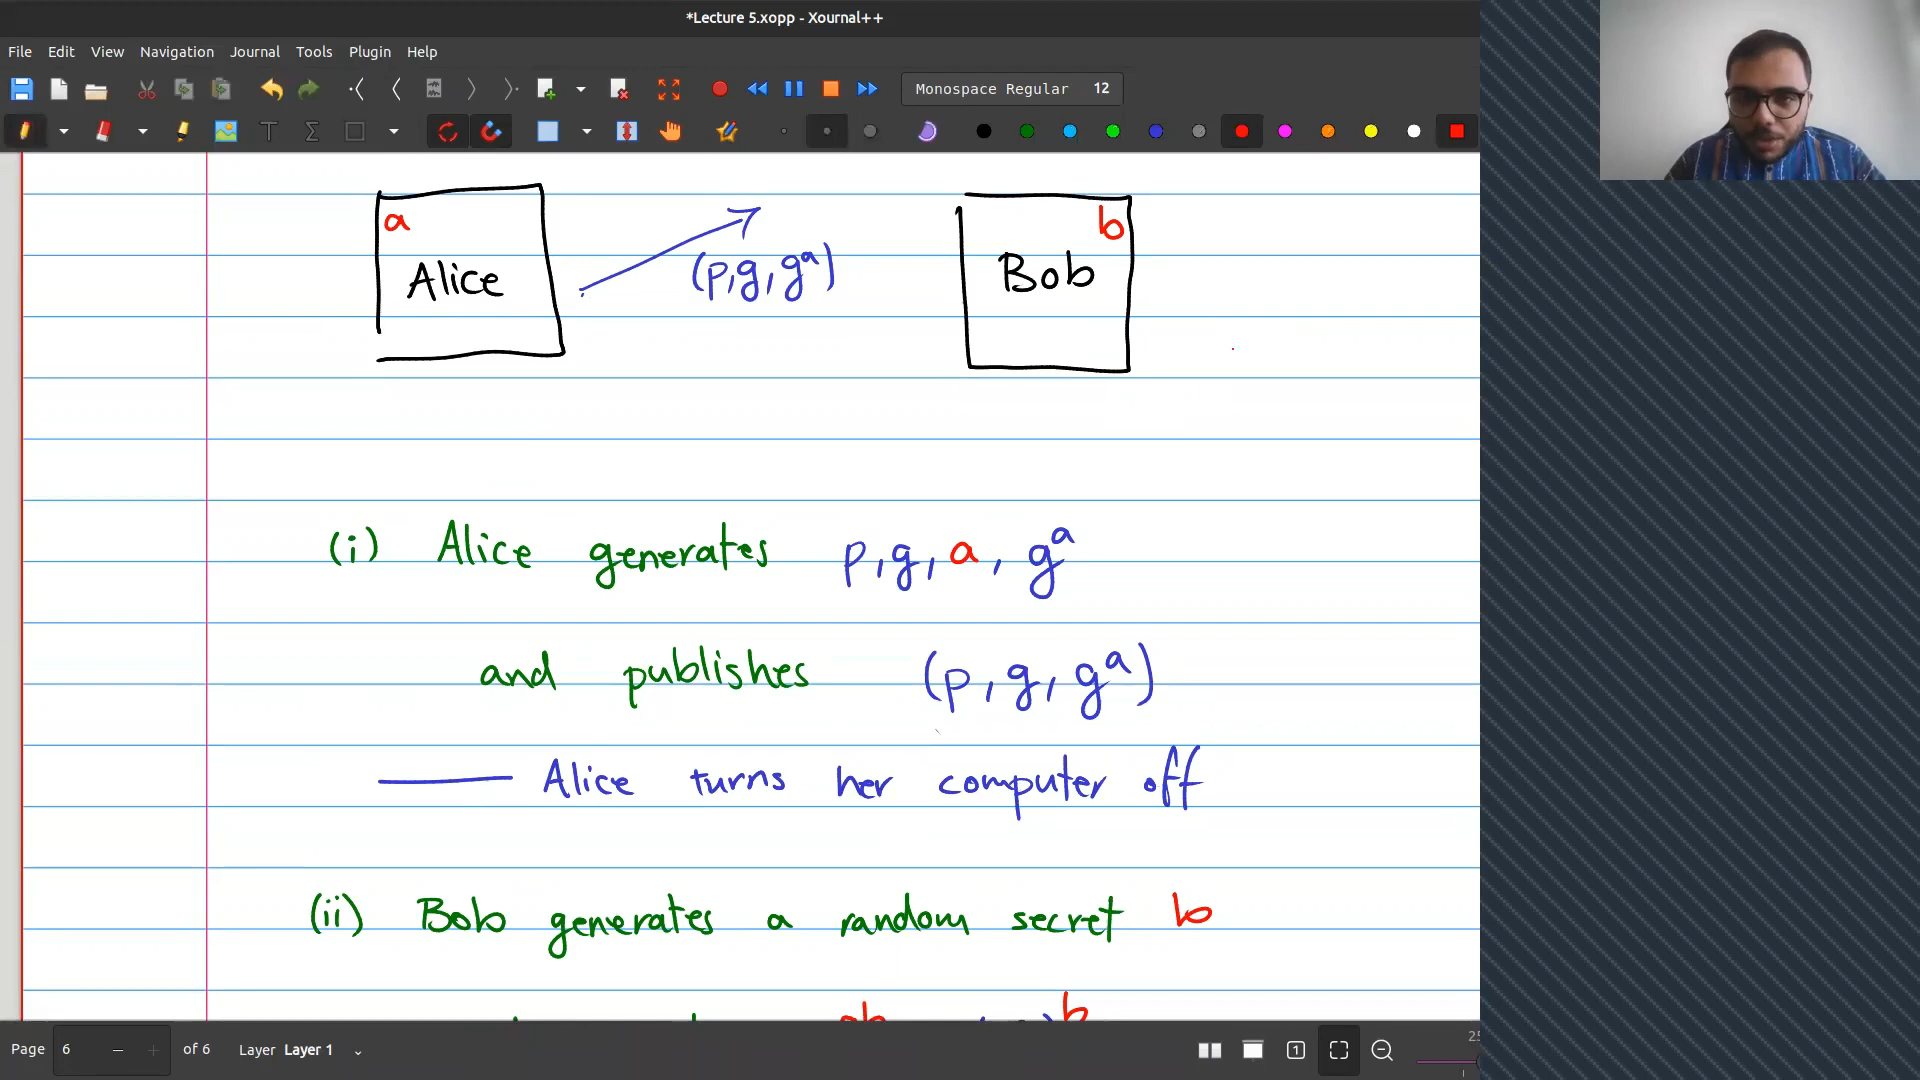 *Lecture 5.xopp - Xournal++
File Edit View Navigation Journal Tools Plugin Help
Monospace Regular 12
a
Alice
(p, g, g^a)
b
Bob
(i) Alice generates p, g, a, g^a
and publishes (p, g, g^a)
Alice turns her computer off
(ii) Bob generates a random secret b
Page 6 of 6 Layer Layer 1